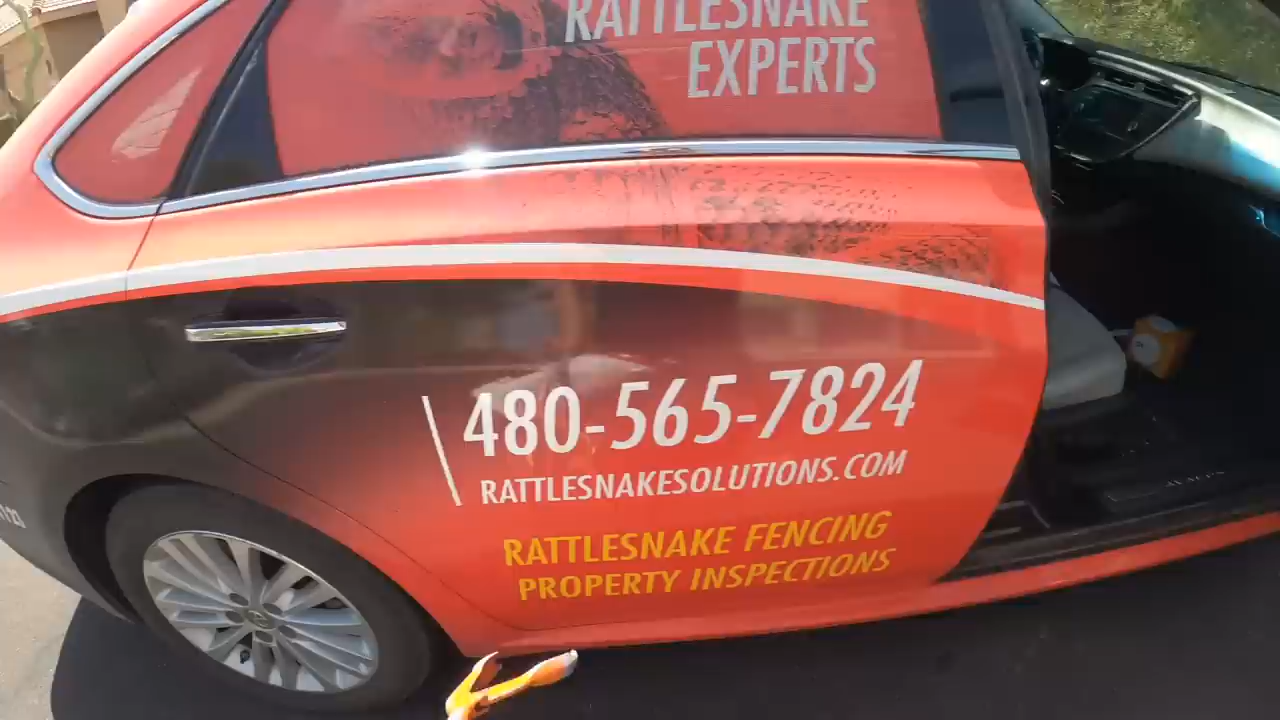 RATTLESNAKE
EXPERTS
480-565-7824
RATTLESNAKESOLUTIONS.COM
RATTLESNAKE FENCING
PROPERTY INSPECTIONS